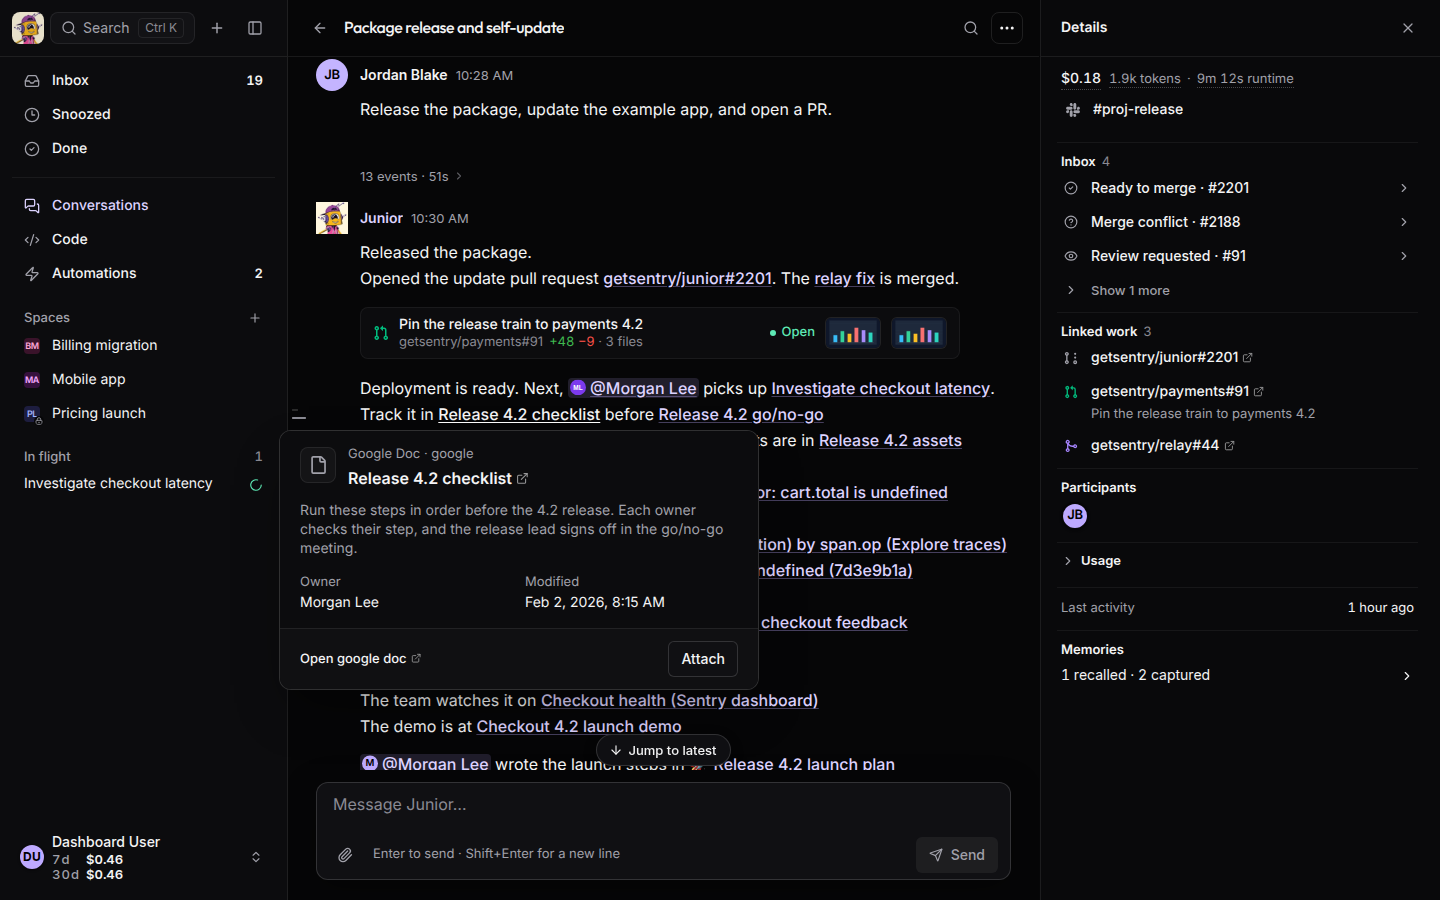 Search Ctrl K
Inbox 19
Snoozed
Done
Conversations
Code
Automations 2
Spaces
BM Billing migration
MA Mobile app
PL Pricing launch
In flight 1
Investigate checkout latency
DU Dashboard User
7d $0.46
30d $0.46
Package release and self-update
JB Jordan Blake 10:28 AM
Release the package, update the example app, and open a PR.
13 events · 51s
Junior 10:30 AM
Released the package.
Opened the update pull request getsentry/junior#2201. The relay fix is merged.
Pin the release train to payments 4.2
getsentry/payments#91 +48 −9 · 3 files
Open
Deployment is ready. Next, ML @Morgan Lee picks up Investigate checkout latency.
Track it in Release 4.2 checklist before Release 4.2 go/no-go
s are in Release 4.2 assets
or: cart.total is undefined
tion) by span.op (Explore traces)
ndefined (7d3e9b1a)
checkout feedback
Google Doc · google
Release 4.2 checklist
Run these steps in order before the 4.2 release. Each owner
checks their step, and the release lead signs off in the go/no-go
meeting.
Owner Modified
Morgan Lee Feb 2, 2026, 8:15 AM
Open google doc Attach
The team watches it on Checkout health (Sentry dashboard)
The demo is at Checkout 4.2 launch demo
Jump to latest
M @Morgan Lee wrote the launch steps in 🚀 Release 4.2 launch plan
Message Junior...
Enter to send · Shift+Enter for a new line
Send
Details
$0.18 1.9k tokens · 9m 12s runtime
#proj-release
Inbox 4
Ready to merge · #2201
Merge conflict · #2188
Review requested · #91
Show 1 more
Linked work 3
getsentry/junior#2201
getsentry/payments#91
Pin the release train to payments 4.2
getsentry/relay#44
Participants
JB
Usage
Last activity 1 hour ago
Memories
1 recalled · 2 captured